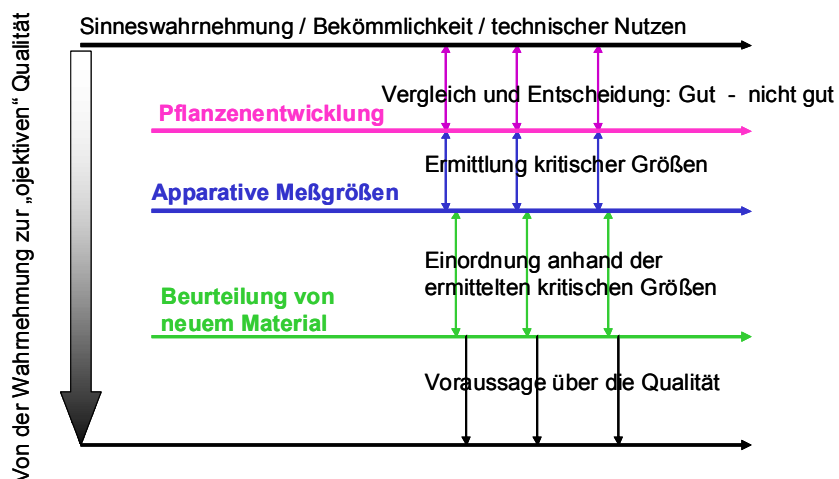 Sinneswahrnehmung / Bekömmlichkeit / technischer Nutzen
Vergleich und Entscheidung: Gut - nicht gut
Pflanzenentwicklung
Ermittlung kritischer Größen
Apparative Meßgrößen
Einordnung anhand der
ermittelten kritischen Größen
Beurteilung von
neuem Material
Voraussage über die Qualität
Von der Wahrnehmung zur „ojektiven“ Qualität